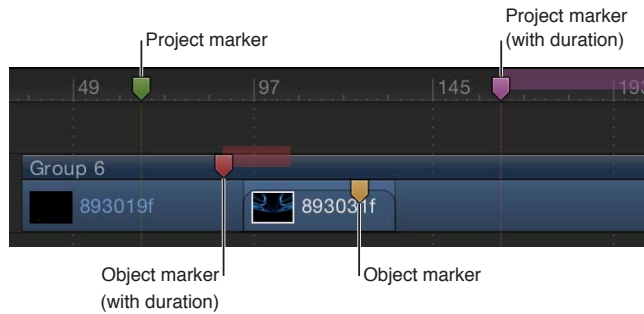 Project marker
Project marker
(with duration)
49
97
145
193
Group 6
893019f
893031f
Object marker
(with duration)
Object marker